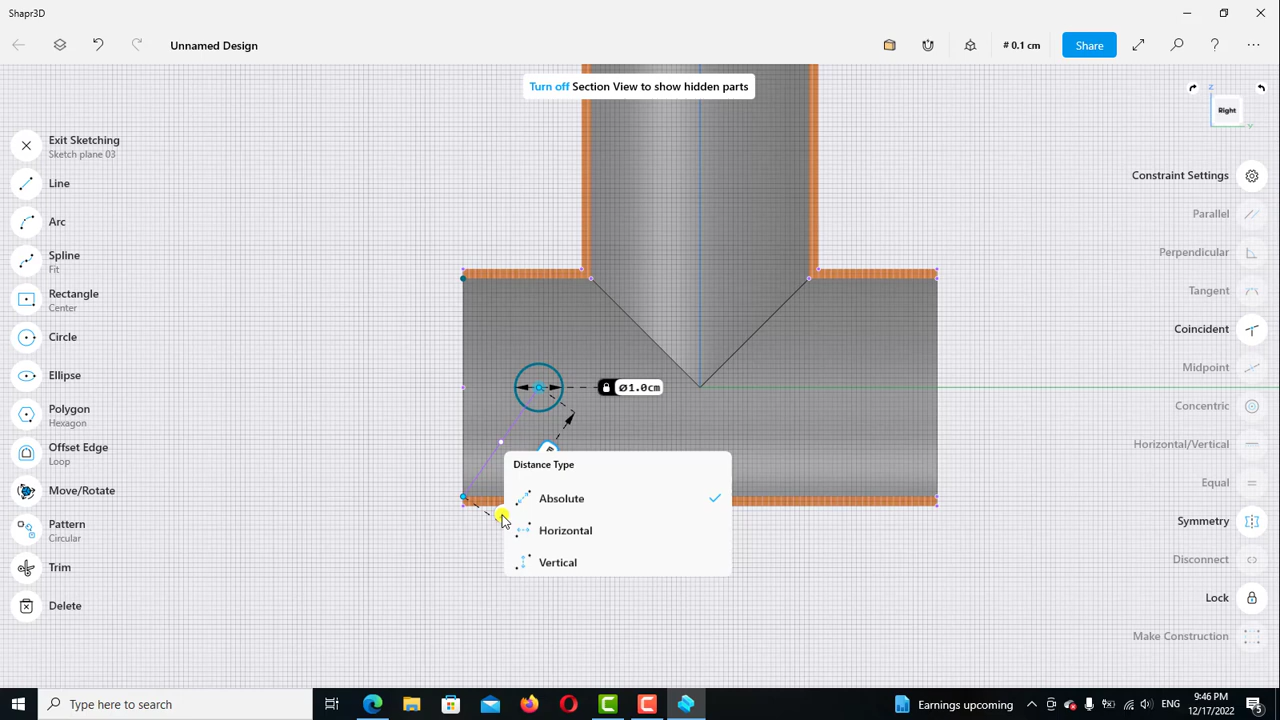 Shapr3D
Unnamed Design
# 0.1 cm
Share
Turn off Section View to show hidden parts
Z
Right
Y
Exit Sketching
Sketch plane 03
Line
Arc
Spline
Fit
Rectangle
Center
Circle
Ellipse
Polygon
Hexagon
Offset Edge
Loop
Move/Rotate
Pattern
Circular
Trim
Delete
⌀1.0cm
Distance Type
Absolute
Horizontal
Vertical
Constraint Settings
Parallel
Perpendicular
Tangent
Coincident
Midpoint
Concentric
Horizontal/Vertical
Equal
Symmetry
Disconnect
Lock
Make Construction
Type here to search
Earnings upcoming
ENG
9:46 PM
12/17/2022